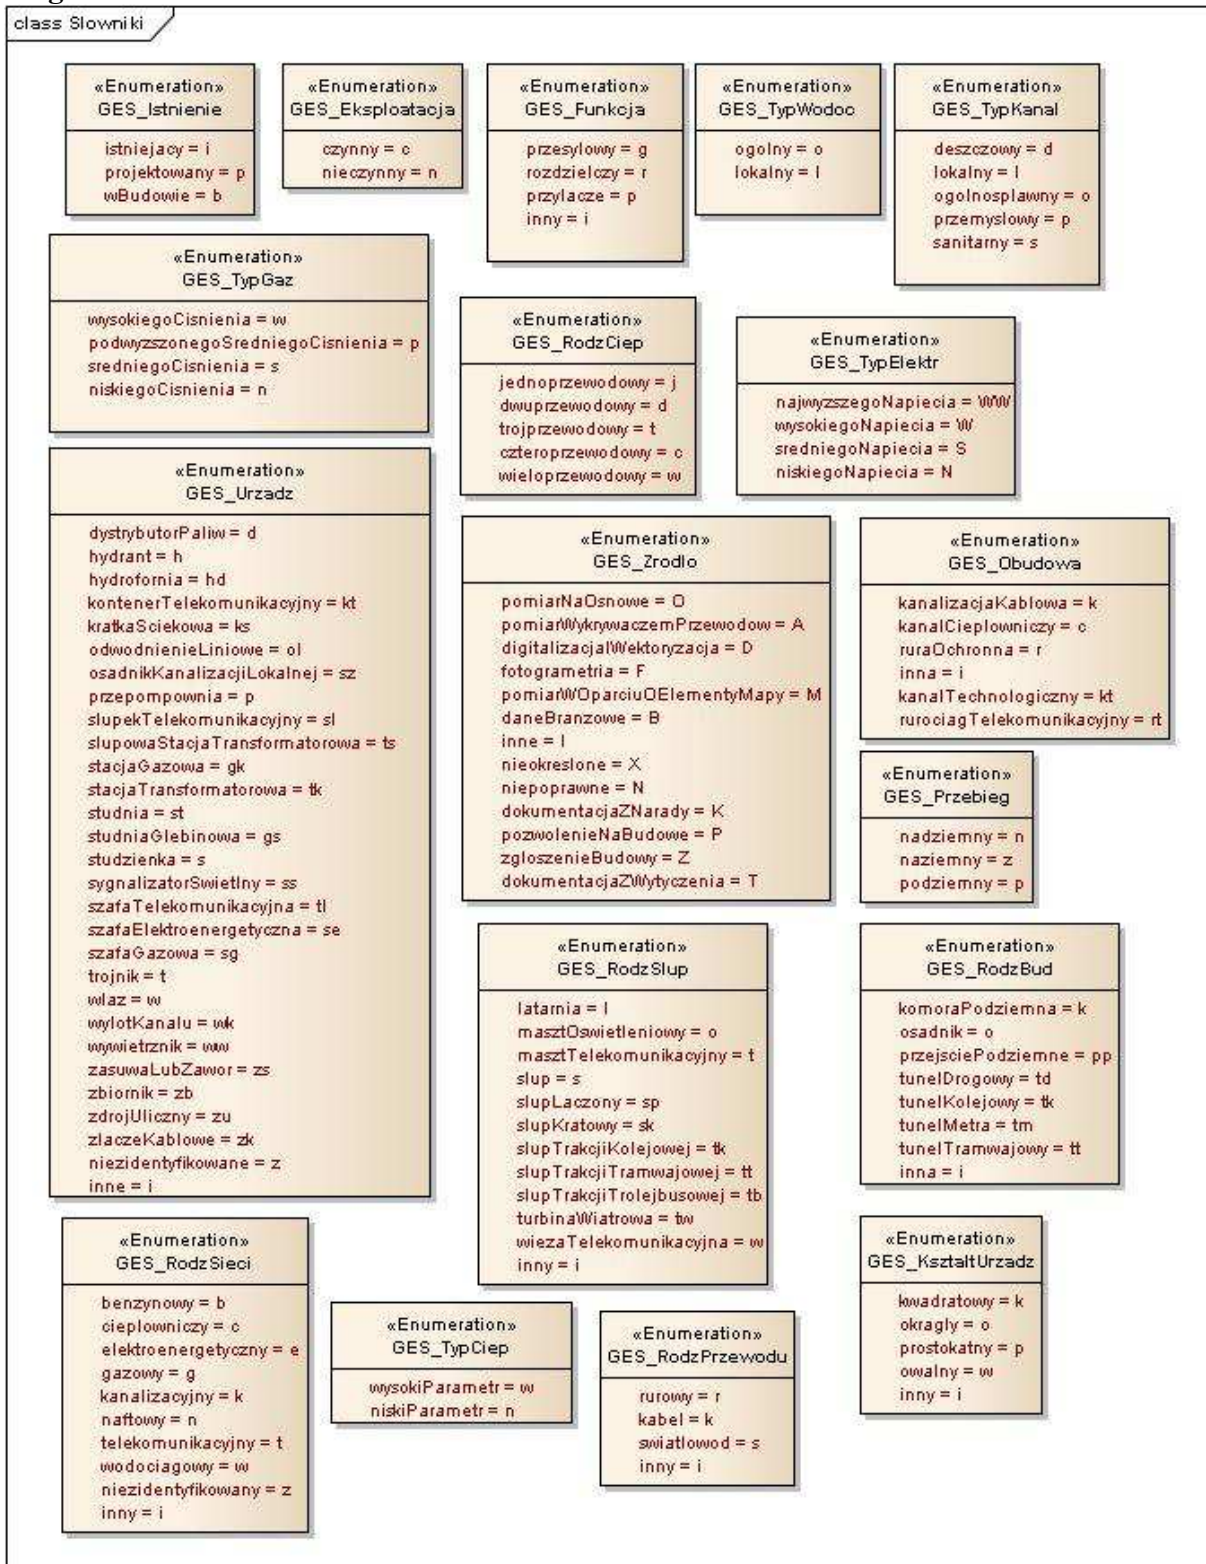 class Slowniki
«Enumeration»
GES_Istnienie
istniejacy = i
projektowany = p
wBudowie = b
«Enumeration»
GES_Eksploatacja
czynny = c
nieczynny = n
«Enumeration»
GES_Funkcja
przesylowy = g
rozdzielczy = r
przylacze = p
inny = i
«Enumeration»
GES_TypWodoc
ogolny = o
lokalny = l
«Enumeration»
GES_TypKanal
deszczowy = d
lokalny = l
ogolnosplawny = o
przemyslowy = p
sanitarny = s
«Enumeration»
GES_TypGaz
wysokiegoCisnienia = w
podwyzszonegoSredniegoCisnienia = p
sredniegoCisnienia = s
niskiegoCisnienia = n
«Enumeration»
GES_RodzCiep
jednoprzewodowy = j
dwuprzewodowy = d
trojprzewodowy = t
czteroprzewodowy = c
wieloprzewodowy = w
«Enumeration»
GES_TypElektr
najwyzszegoNapiecia = WW
wysokiegoNapiecia = W
sredniegoNapiecia = S
niskiegoNapiecia = N
«Enumeration»
GES_Urzadz
dystrybutorPaliw = d
hydrant = h
hydrofornia = hd
kontenerTelekomunikacyjny = kt
kratkaSciekowa = ks
odwodnienieLiniowe = ol
osadnikKanalizacjiLokalnej = sz
przepompownia = p
slupekTelekomunikacyjny = sl
slupowaStacjaTransformatorowa = ts
stacjaGazowa = gk
stacjaTransformatorowa = tk
studnia = st
studniaGlebinowa = gs
studzienka = s
sygnalizatorSwietlny = ss
szafaTelekomunikacyjna = tl
szafaElektroenergetyczna = se
szafaGazowa = sg
trojnik = t
wlaz = w
wylotKanalu = wk
wywietrznik = ww
zasuwaLubZawor = zs
zbiornik = zb
zdrojUliczny = zu
zlaczeKablowe = zk
niezidentyfikowane = z
inne = i
«Enumeration»
GES_Zrodlo
pomiarNaOsnowe = O
pomiarWykrywaczemPrzewodow = A
digitalizacjaIWektoryzacja = D
fotogrametria = F
pomiarWOparciuOElementyMapy = M
daneBranzowe = B
inne = I
nieokreslone = X
niepoprawne = N
dokumentacjaZNarady = K
pozwolenieNaBudowe = P
zgloszenieBudowy = Z
dokumentacjaZWytyczenia = T
«Enumeration»
GES_Obudowa
kanalizacjaKablowa = k
kanalCieplowniczy = c
ruraOchronna = r
inna = i
kanalTechnologiczny = kt
rurociagTelekomunikacyjny = rt
«Enumeration»
GES_Przebieg
nadziemny = n
naziemny = z
podziemny = p
«Enumeration»
GES_RodzSlup
latarnia = l
masztOswietleniowy = o
masztTelekomunikacyjny = t
slup = s
slupLaczony = sp
slupKratowy = sk
slupTrakcjiKolejowej = tk
slupTrakcjiTramwajowej = tt
slupTrakcjiTrolejbusowej = tb
turbinaWiatrowa = tw
wiezaTelekomunikacyjna = w
inny = i
«Enumeration»
GES_RodzBud
komoraPodziemna = k
osadnik = o
przejsciePodziemne = pp
tunelDrogowy = td
tunelKolejowy = tk
tunelMetra = tm
tunelTramwajowy = tt
inna = i
«Enumeration»
GES_RodzSieci
benzynowy = b
cieplowniczy = c
elektroenergetyczny = e
gazowy = g
kanalizacyjny = k
naftowy = n
telekomunikacyjny = t
wodociagowy = w
niezidentyfikowany = z
inny = i
«Enumeration»
GES_TypCiep
wysokiParametr = w
niskiParametr = n
«Enumeration»
GES_RodzPrzewodu
rurowy = r
kabel = k
swiatlowod = s
inny = i
«Enumeration»
GES_KsztaltUrzadz
kwadratowy = k
okragly = o
prostokatny = p
owalny = w
inny = i